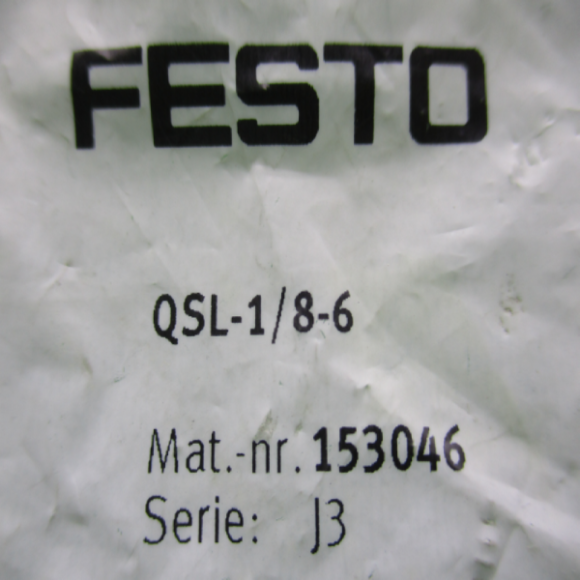 FESTO
QSL-1/8-6
Mat.-nr. 153046
Serie: J3